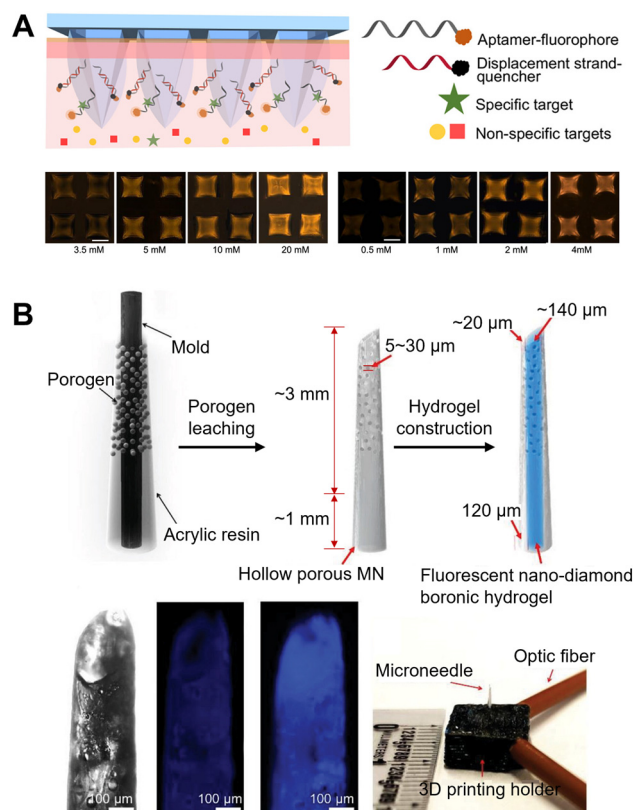 A
Aptamer-fluorophore
Displacement strand-
quencher
Specific target
Non-specific targets
3.5 mM
5 mM
10 mM
20 mM
0.5 mM
1 mM
2 mM
4mM
B
Mold
Porogen
Acrylic resin
Porogen
leaching
~3 mm
5~30 µm
~1 mm
Hollow porous MN
Hydrogel
construction
~20 µm
~140 µm
120 µm
Fluorescent nano-diamond
boronic hydrogel
100 µm
100 µm
100 µm
Microneedle
Optic fiber
3D printing holder